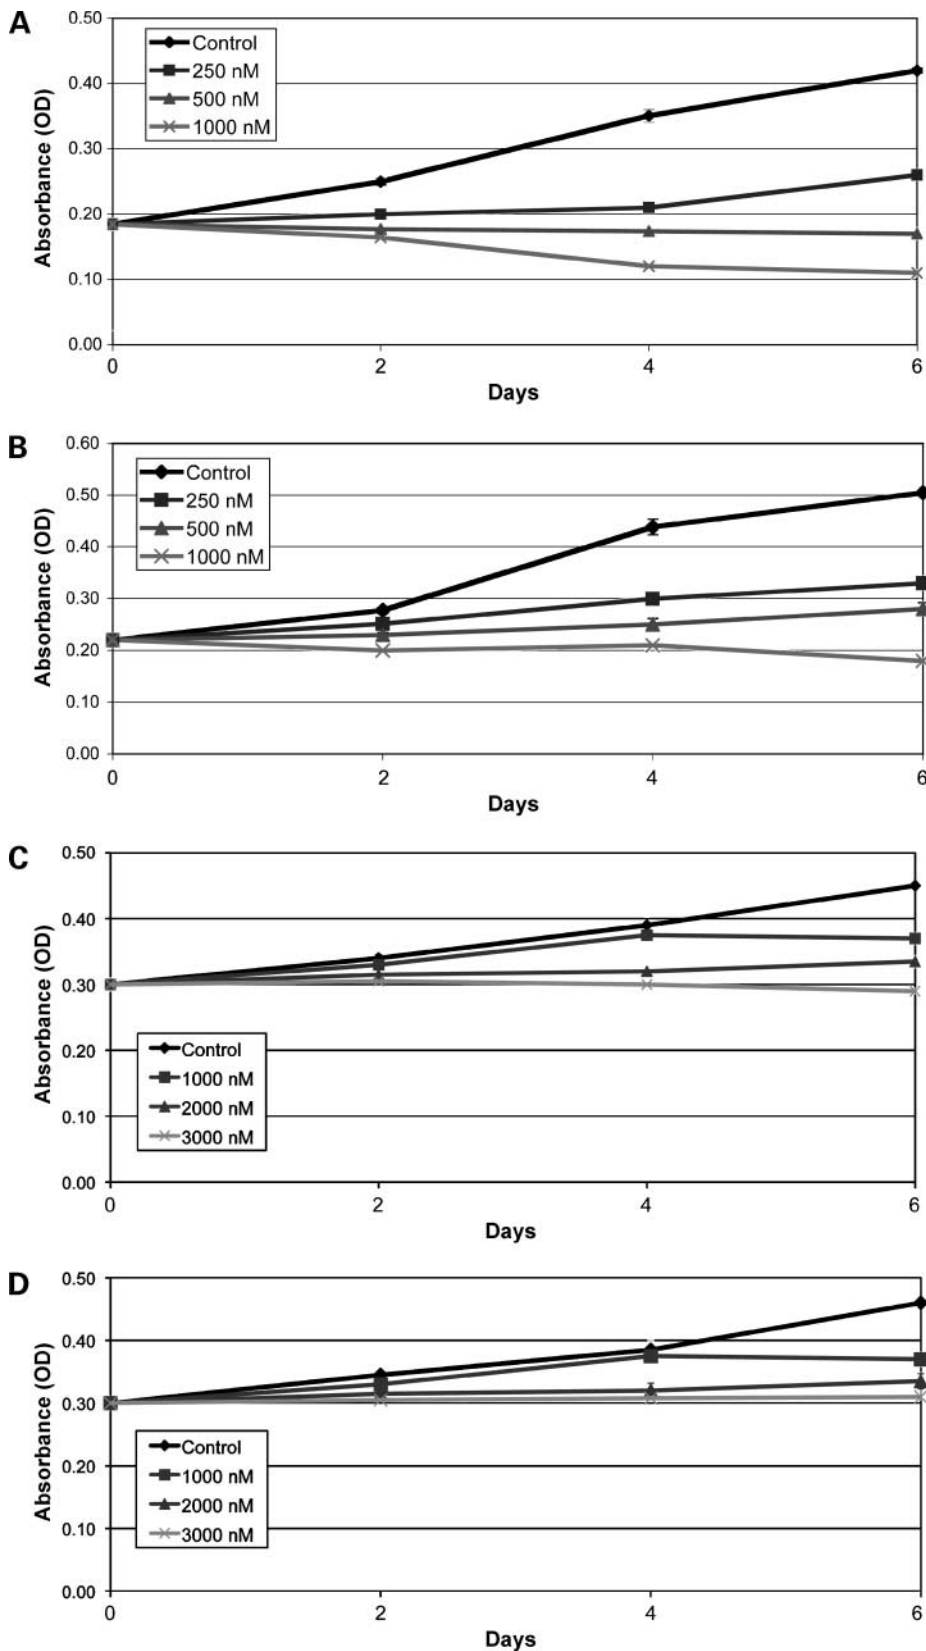 A
0.50
Control
250 nM
500 nM
1000 nM
0.40
0.30
0.20
0.10
0.00
Absorbance (OD)
0 2 4 6
Days
B
0.60
Control
250 nM
500 nM
1000 nM
0.50
0.40
0.30
0.20
0.10
0.00
Absorbance (OD)
0 2 4 6
Days
C
0.50
0.40
0.30
0.20
0.10
0.00
Absorbance (OD)
Control
1000 nM
2000 nM
3000 nM
0 2 4 6
Days
D
0.50
0.40
0.30
0.20
0.10
0.00
Absorbance (OD)
Control
1000 nM
2000 nM
3000 nM
0 2 4 6
Days